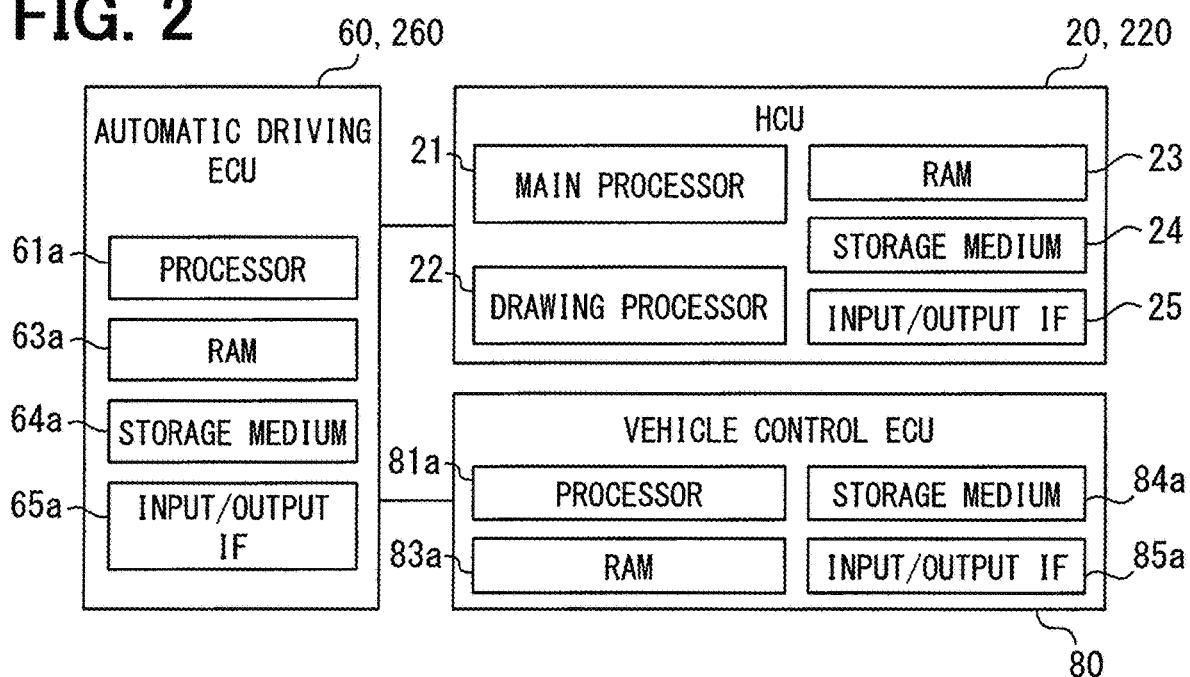 FIG. 2
60, 260
20, 220
AUTOMATIC DRIVING
ECU
61a
PROCESSOR
63a
RAM
64a
STORAGE MEDIUM
65a
INPUT/OUTPUT
IF
HCU
21
MAIN PROCESSOR
22
DRAWING PROCESSOR
RAM
23
STORAGE MEDIUM
24
INPUT/OUTPUT IF
25
VEHICLE CONTROL ECU
81a
PROCESSOR
83a
RAM
STORAGE MEDIUM
84a
INPUT/OUTPUT IF
85a
80